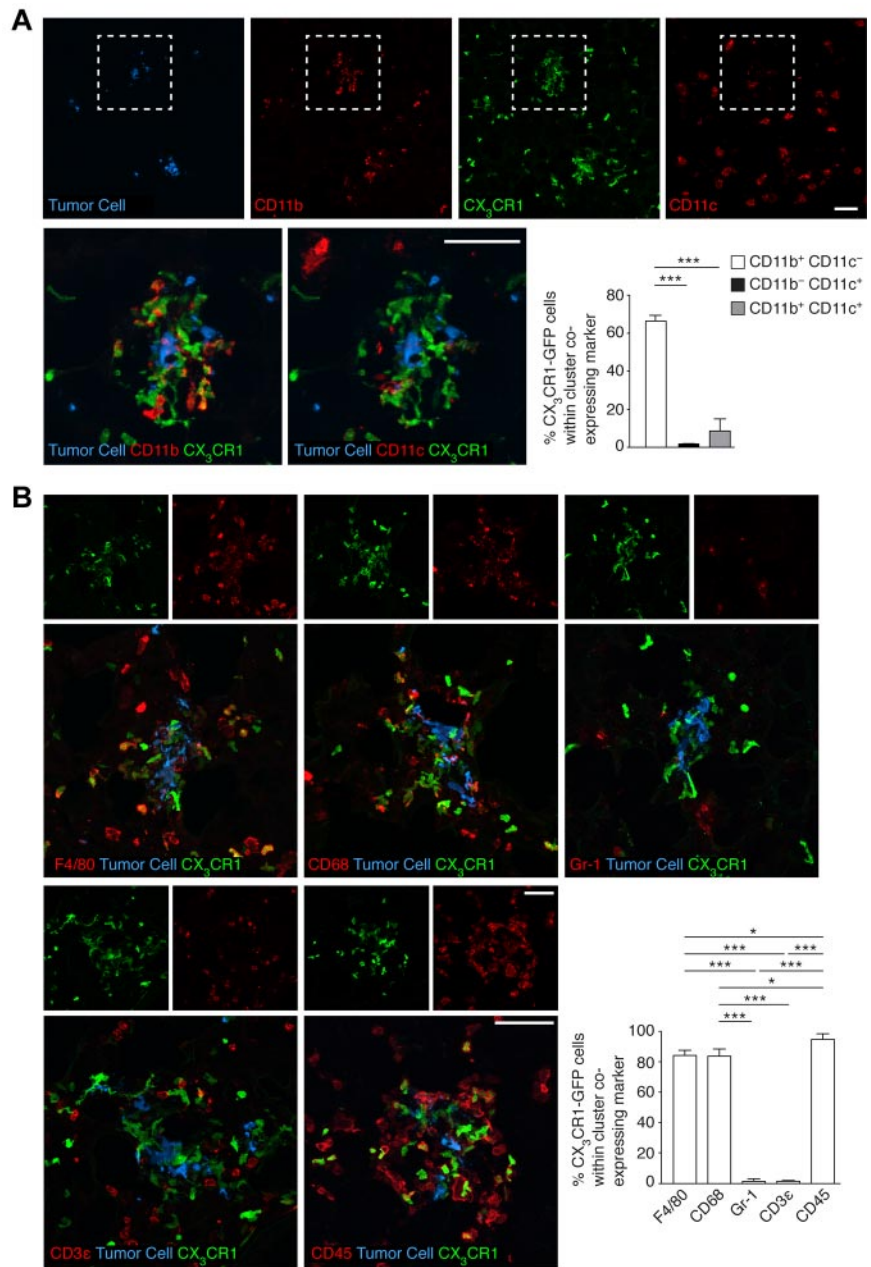 A
Tumor Cell
CD11b
CX₃CR1
CD11c
Tumor Cell CD11b CX₃CR1
Tumor Cell CD11c CX₃CR1
% CX₃CR1-GFP cells
within cluster co-
expressing marker
80
60
40
20
0
***
***
CD11b⁺ CD11c⁻
CD11b⁻ CD11c⁺
CD11b⁺ CD11c⁺
B
F4/80 Tumor Cell CX₃CR1
CD68 Tumor Cell CX₃CR1
Gr-1 Tumor Cell CX₃CR1
CD3ε Tumor Cell CX₃CR1
CD45 Tumor Cell CX₃CR1
% CX₃CR1-GFP cells
within cluster co-
expressing marker
*
*** ***
*** ***
*
***
***
100
80
60
40
20
0
F4/80
CD68
Gr-1
CD3ε
CD45